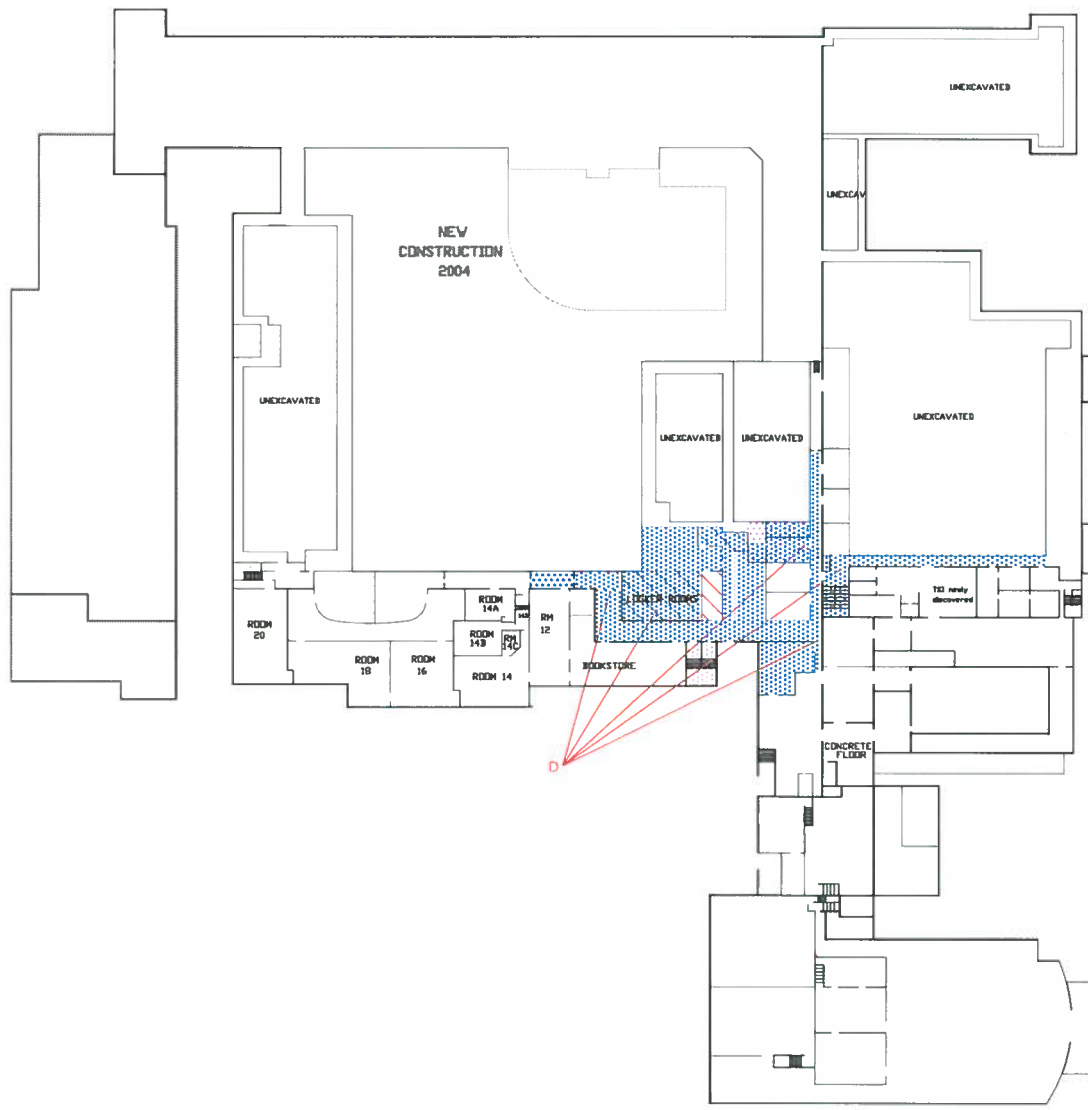 UNEXCAVATED
UNEXCAV
NEW
CONSTRUCTION
2004
UNEXCAVATED
UNEXCAVATED
UNEXCAVATED
UNEXCAVATED
ROOM
20
ROOM
18
ROOM
16
ROOM
14A
ROOM
14B
RM
14C
ROOM 14
RM
12
LOCKER ROOMS
BOOKSTORE
TSI newly
discovered
CONCRETE
FLOOR
D